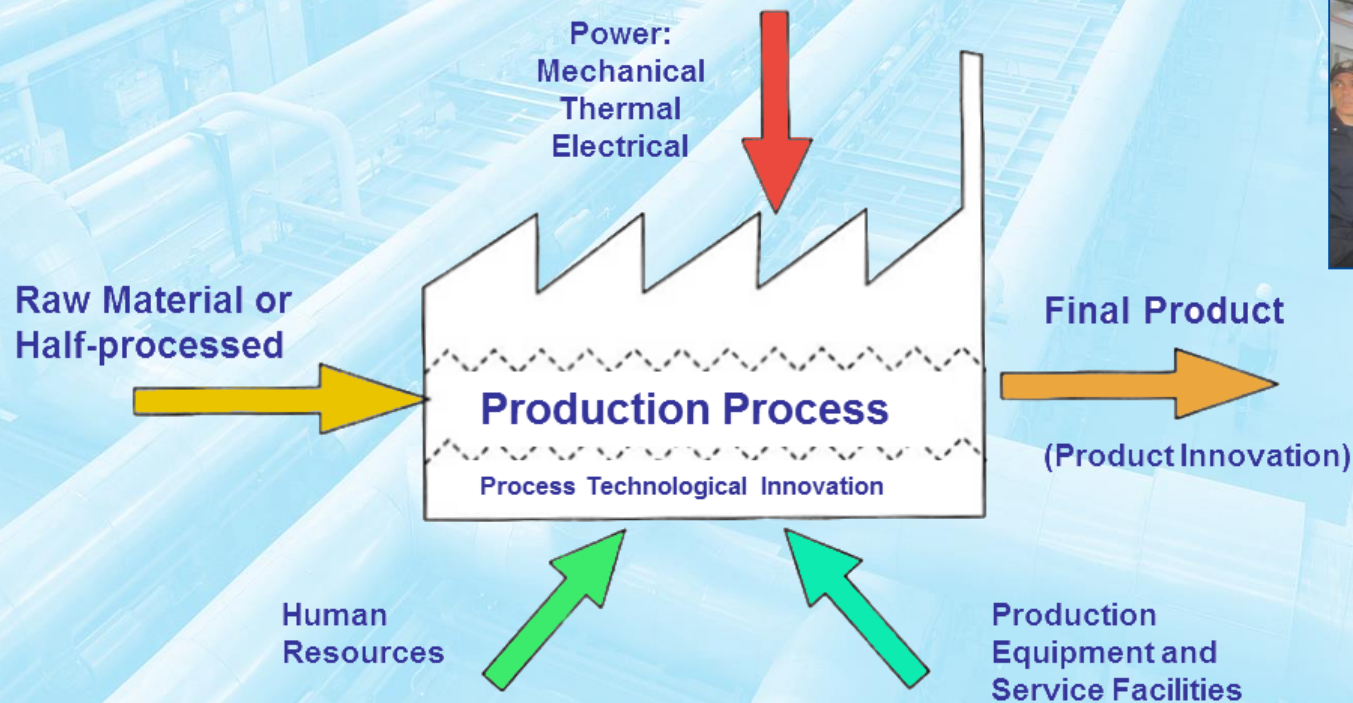 Power:
Mechanical
Thermal
Electrical
Raw Material or
Half-processed
Final Product
Production Process
(Product Innovation)
Process Technological Innovation
Human
Resources
Production
Equipment and
Service Facilities